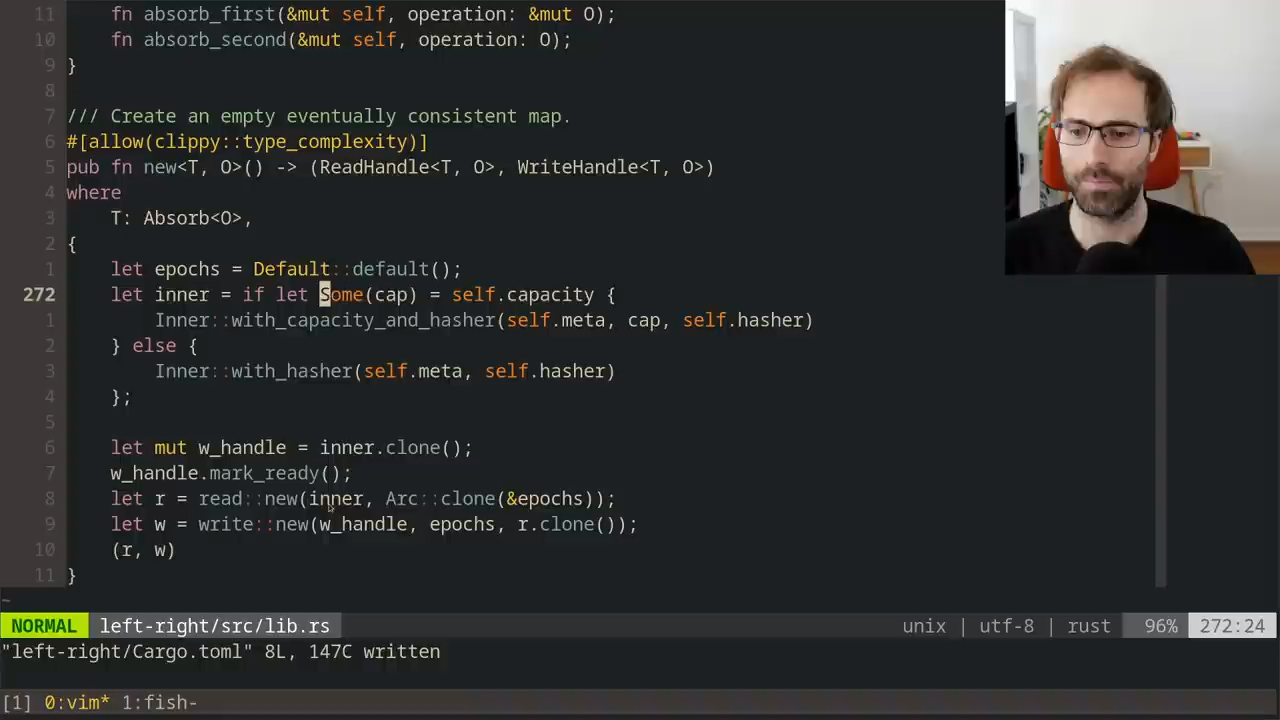 11     fn absorb_first(&mut self, operation: &mut O);
10     fn absorb_second(&mut self, operation: O);
9 }
8
7 /// Create an empty eventually consistent map.
6 #[allow(clippy::type_complexity)]
5 pub fn new<T, O>() -> (ReadHandle<T, O>, WriteHandle<T, O>)
4 where
3     T: Absorb<O>,
2 {
1     let epochs = Default::default();
272     let inner = if let Some(cap) = self.capacity {
1         Inner::with_capacity_and_hasher(self.meta, cap, self.hasher)
2     } else {
3         Inner::with_hasher(self.meta, self.hasher)
4     };
5
6     let mut w_handle = inner.clone();
7     w_handle.mark_ready();
8     let r = read::new(inner, Arc::clone(&epochs));
9     let w = write::new(w_handle, epochs, r.clone());
10     (r, w)
11 }
~
NORMAL left-right/src/lib.rs unix | utf-8 | rust 96% 272:24
"left-right/Cargo.toml" 8L, 147C written
[1] 0:vim* 1:fish-